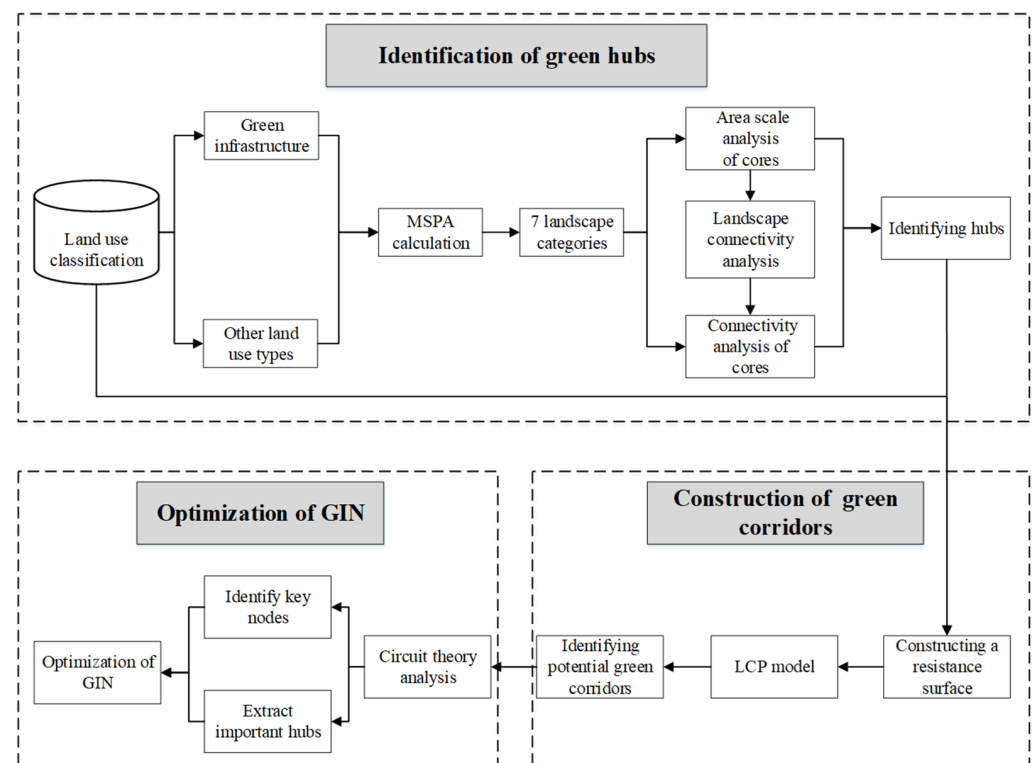 Identification of green hubs
Green
infrastructure
Land use
classification
Other land
use types
MSPA
calculation
7 landscape
categories
Area scale
analysis
of cores
Landscape
connectivity
analysis
Connectivity
analysis of
cores
Identifying hubs
Optimization of GIN
Identify key
nodes
Optimization of
GIN
Extract
important hubs
Circuit theory
analysis
Construction of green
corridors
Identifying
potential green
corridors
LCP model
Constructing a
resistance
surface